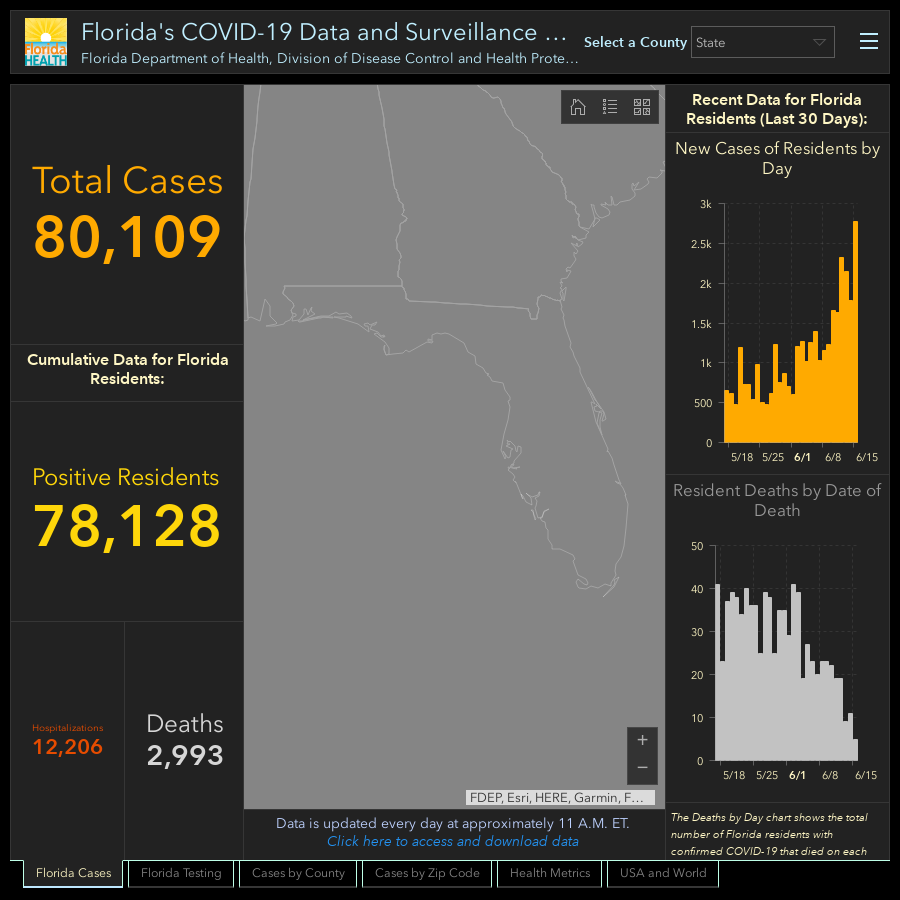 Florida HEALTH
Florida's COVID-19 Data and Surveillance ...
Florida Department of Health, Division of Disease Control and Health Prote...
Select a County
State
Total Cases
80,109
Cumulative Data for Florida
Residents:
Positive Residents
78,128
Hospitalizations
12,206
Deaths
2,993
+
−
FDEP, Esri, HERE, Garmin, F...
Data is updated every day at approximately 11 A.M. ET.
Click here to access and download data
Recent Data for Florida
Residents (Last 30 Days):
New Cases of Residents by
Day
3k
2.5k
2k
1.5k
1k
500
0
5/18 5/25 6/1 6/8 6/15
Resident Deaths by Date of
Death
50
40
30
20
10
0
5/18 5/25 6/1 6/8 6/15
The Deaths by Day chart shows the total
number of Florida residents with
confirmed COVID-19 that died on each
Florida Cases
Florida Testing
Cases by County
Cases by Zip Code
Health Metrics
USA and World